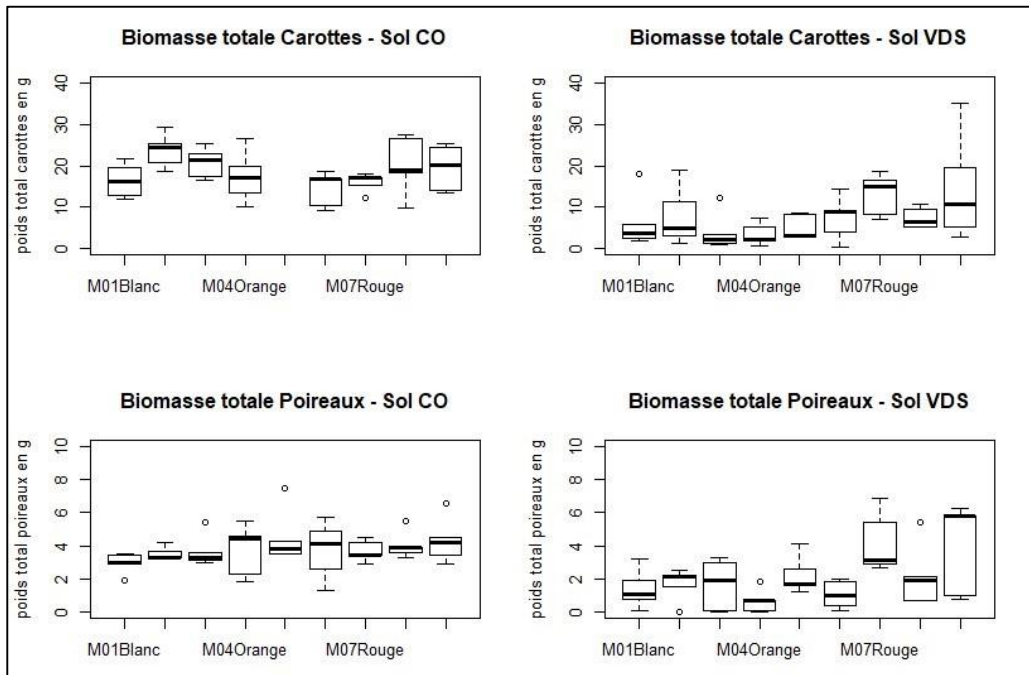 Biomasse totale Carottes - Sol CO
poids total carottes en g
40
30
20
10
0
M01Blanc M04Orange M07Rouge
Biomasse totale Carottes - Sol VDS
poids total carottes en g
40
30
20
10
0
M01Blanc M04Orange M07Rouge
Biomasse totale Poireaux - Sol CO
poids total poireaux en g
10
8
6
4
2
0
M01Blanc M04Orange M07Rouge
Biomasse totale Poireaux - Sol VDS
poids total poireaux en g
10
8
6
4
2
0
M01Blanc M04Orange M07Rouge